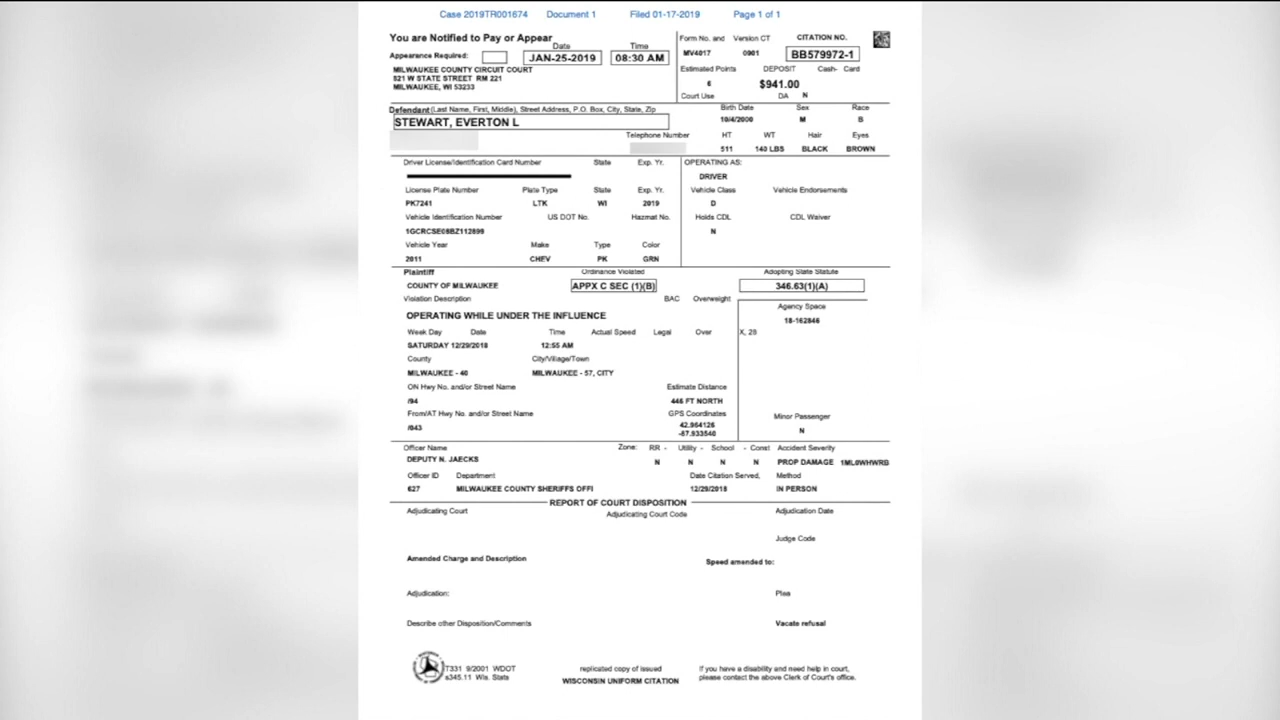 Case 2019TR001674 Document 1 Filed 01-17-2019 Page 1 of 1
You are Notified to Pay or Appear
Appearance Required:
Date Time
JAN-25-2019 08:30 AM
MILWAUKEE COUNTY CIRCUIT COURT
821 W STATE STREET RM 221
MILWAUKEE, WI 53233
Form No. and Version CT CITATION NO.
MV4017 0901 BB579972-1
Estimated Points DEPOSIT Cash- Card
6 $941.00
Court Use DA N
Defendant (Last Name, First, Middle), Street Address, P.O. Box, City, State, Zip
STEWART, EVERTON L
Telephone Number
Birth Date Sex Race
10/4/2000 M B
HT WT Hair Eyes
511 140 LBS BLACK BROWN
Driver License/Identification Card Number State Exp. Yr.
License Plate Number Plate Type State Exp. Yr.
PK7241 LTK WI 2019
Vehicle Identification Number US DOT No. Hazmat No.
1GCRCSE08BZ112899
Vehicle Year Make Type Color
2011 CHEV PK GRN
OPERATING AS:
DRIVER
Vehicle Class Vehicle Endorsements
D
Holds CDL CDL Waiver
N
Plaintiff Ordinance Violated Adopting State Statute
COUNTY OF MILWAUKEE APPX C SEC (1)(B) 346.63(1)(A)
Violation Description BAC Overweight
Agency Space
18-162846
OPERATING WHILE UNDER THE INFLUENCE
Week Day Date Time Actual Speed Legal Over X, 28
SATURDAY 12/29/2018 12:55 AM
County City/Village/Town
MILWAUKEE - 40 MILWAUKEE - 57, CITY
ON Hwy No. and/or Street Name Estimate Distance
/94 446 FT NORTH
From/AT Hwy No. and/or Street Name GPS Coordinates
/043 42.964126
-87.933540
Minor Passenger
N
Officer Name Zone: RR - Utility - School - Const Accident Severity
DEPUTY N. JAECKS N N N N PROP DAMAGE 1ML0WHWRB
Officer ID Department Date Citation Served, Method
627 MILWAUKEE COUNTY SHERIFFS OFFI 12/29/2018 IN PERSON
REPORT OF COURT DISPOSITION
Adjudicating Court Adjudicating Court Code Adjudication Date
Judge Code
Amended Charge and Description Speed amended to:
Adjudication: Plea
Describe other Disposition/Comments Vacate refusal
T331 9/2001 WDOT
s345.11 Wis. Stats
replicated copy of issued
WISCONSIN UNIFORM CITATION
If you have a disability and need help in court,
please contact the above Clerk of Court's office.